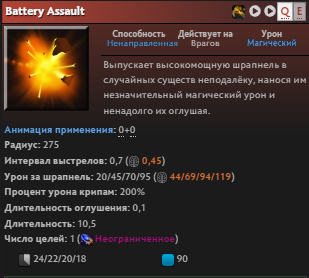 Battery Assault
Q E
Способность
Ненаправленная
Действует на
Врагов
Урон
Магический
Выпускает высокомощную шрапнель в
случайных существ неподалёку, нанося им
незначительный магический урон и
ненадолго их оглушая.
Анимация применения: 0+0
Радиус: 275
Интервал выстрелов: 0,7 (0,45)
Урон за шрапнель: 20/45/70/95 (44/69/94/119)
Процент урона крипам: 200%
Длительность оглушения: 0,1
Длительность: 10,5
Число целей: 1 (Неограниченное)
24/22/20/18
90